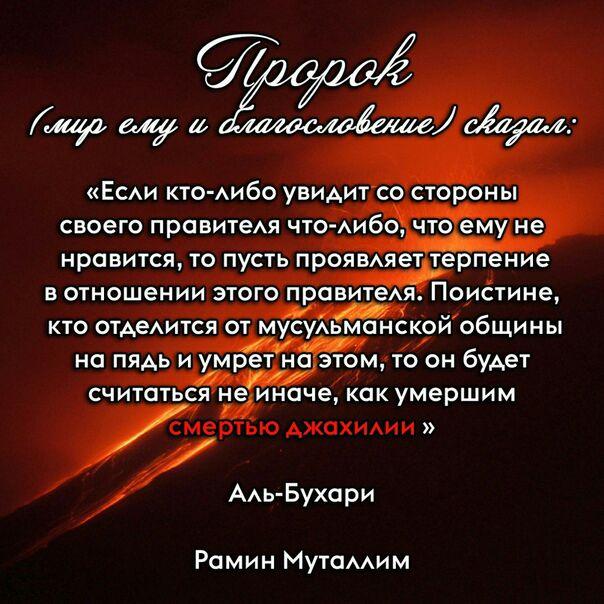 Пророк
(мир ему и благословение) сказал:
«Если кто-либо увидит со стороны
своего правителя что-либо, что ему не
нравится, то пусть проявляет терпение
в отношении этого правителя. Поистине,
кто отделится от мусульманской общины
на пядь и умрет на этом, то он будет
считаться не иначе, как умершим
смертью джахилии »
Аль-Бухари
Рамин Муталлим